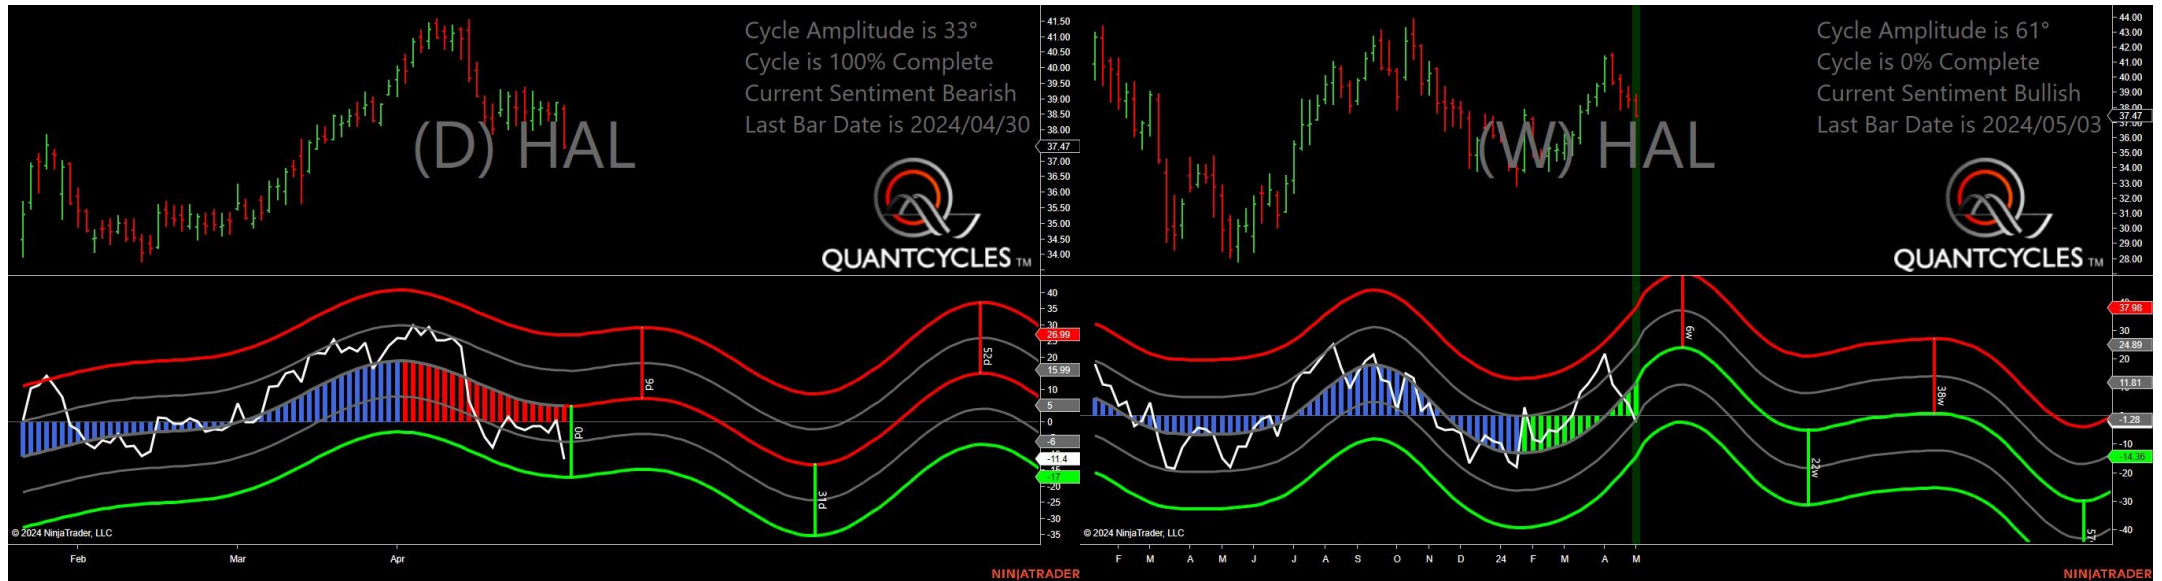 Cycle Amplitude is 33°
Cycle is 100% Complete
Current Sentiment Bearish
Last Bar Date is 2024/04/30
(D) HAL
QUANTCYCLES TM
41.50
41.00
40.50
40.00
39.50
39.00
38.50
38.00
37.47
37.00
36.50
36.00
35.50
35.00
34.50
34.00
40
35
30
26.99
20
15.99
10
5
0
-6
-11.4
-17
-20
-25
-30
-35
0d
9d
31d
52d
© 2024 NinjaTrader, LLC
Feb Mar Apr
NINJATRADER
Cycle Amplitude is 61°
Cycle is 0% Complete
Current Sentiment Bullish
Last Bar Date is 2024/05/03
(W) HAL
QUANTCYCLES TM
44.00
43.00
42.00
41.00
40.00
39.00
38.00
37.47
36.00
35.00
34.00
33.00
32.00
31.00
30.00
29.00
28.00
37.98
30
24.89
20
11.81
-1.28
-10
-14.36
-20
-30
-40
6w
22w
38w
57
© 2024 NinjaTrader, LLC
F M A M J J A S O N D 24 F M A M
NINJATRADER